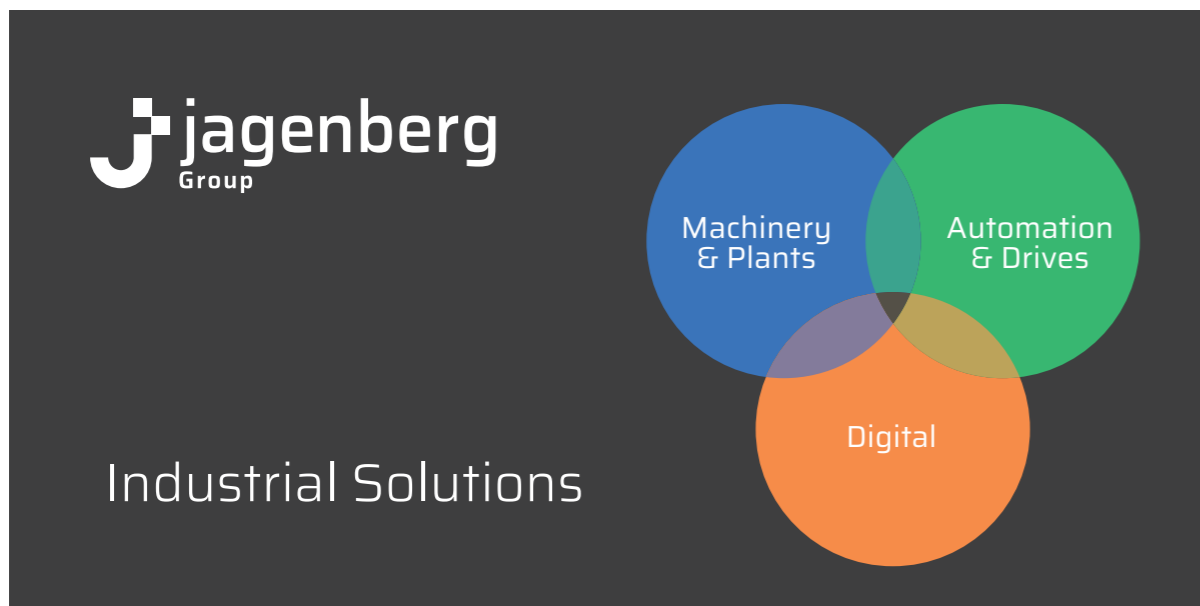 jagenberg
Group
Machinery
& Plants
Automation
& Drives
Digital
Industrial Solutions